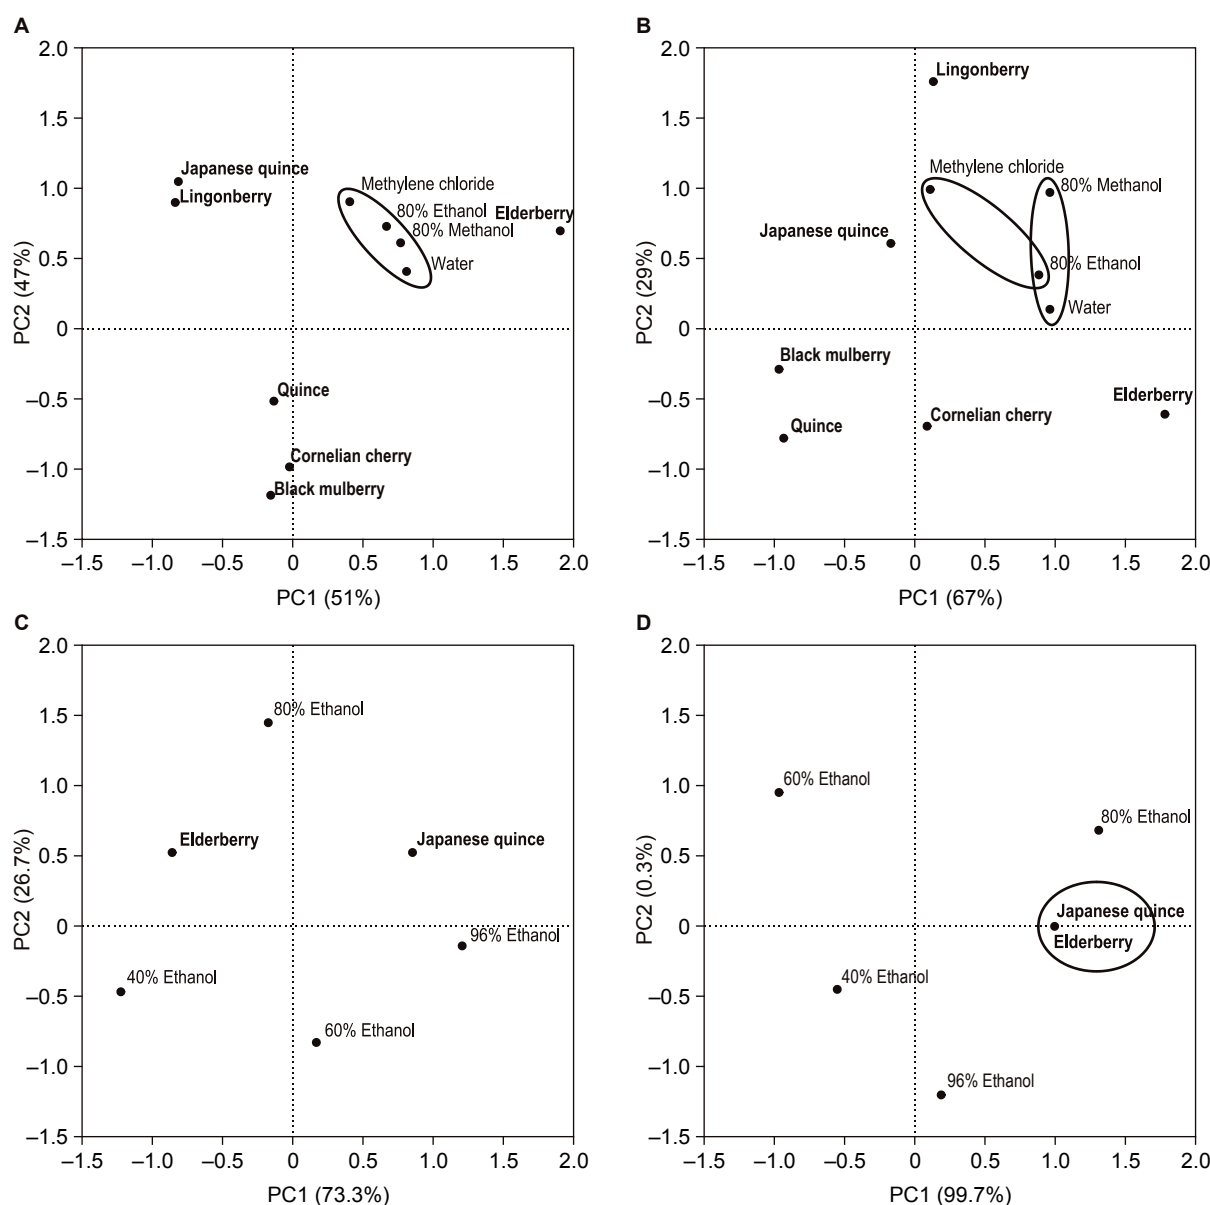 A
2.0
1.5
1.0
0.5
0
–0.5
–1.0
–1.5
PC2 (47%)
Japanese quince
Lingonberry
Methylene chloride
80% Ethanol
Elderberry
80% Methanol
Water
Quince
Cornelian cherry
Black mulberry
–1.5 –1.0 –0.5 0 0.5 1.0 1.5 2.0
PC1 (51%)
B
2.0
1.5
1.0
0.5
0
–0.5
–1.0
–1.5
PC2 (29%)
Lingonberry
Methylene chloride
80% Methanol
Japanese quince
80% Ethanol
Water
Black mulberry
Elderberry
Cornelian cherry
Quince
–1.5 –1.0 –0.5 0 0.5 1.0 1.5 2.0
PC1 (67%)
C
2.0
1.5
1.0
0.5
0
–0.5
–1.0
–1.5
PC2 (26.7%)
80% Ethanol
Elderberry
Japanese quince
96% Ethanol
40% Ethanol
60% Ethanol
–1.5 –1.0 –0.5 0 0.5 1.0 1.5 2.0
PC1 (73.3%)
D
2.0
1.5
1.0
0.5
0
–0.5
–1.0
–1.5
PC2 (0.3%)
60% Ethanol
80% Ethanol
Japanese quince
Elderberry
40% Ethanol
96% Ethanol
–1.5 –1.0 –0.5 0 0.5 1.0 1.5 2.0
PC1 (99.7%)